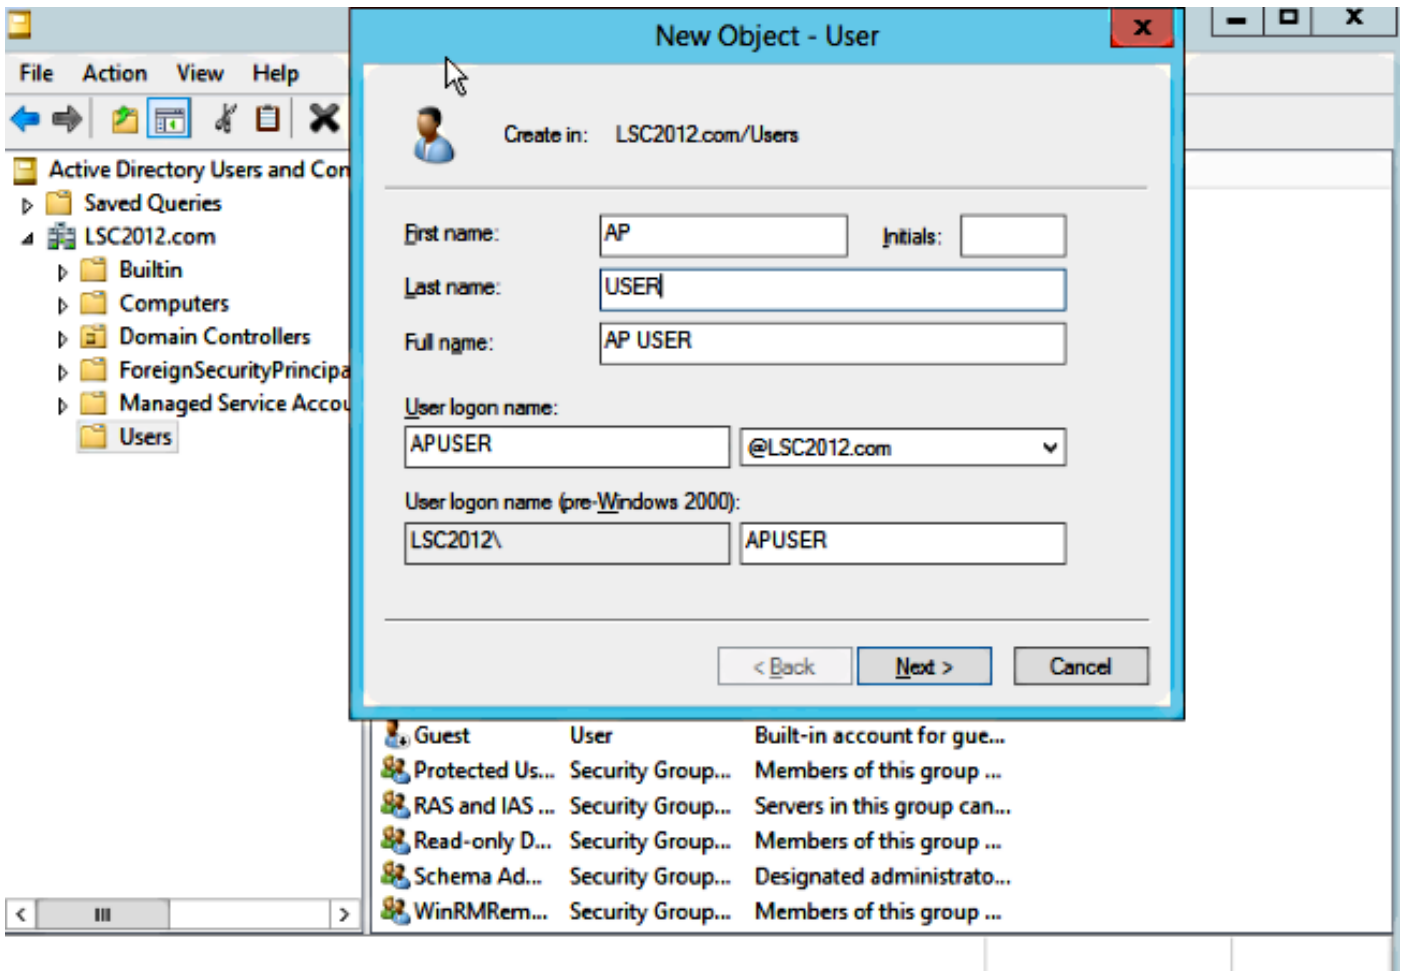 New Object - User
x
x
File Action View Help
Create in: LSC2012.com/Users
Active Directory Users and Con
Saved Queries
LSC2012.com
Builtin
Computers
Domain Controllers
ForeignSecurityPrincipa
Managed Service Accou
Users
First name: AP Initials:
Last name: USER
Full name: AP USER
User logon name:
APUSER @LSC2012.com
User logon name (pre-Windows 2000):
LSC2012\ APUSER
< Back Next > Cancel
Guest User Built-in account for gue...
Protected Us... Security Group... Members of this group ...
RAS and IAS ... Security Group... Servers in this group can...
Read-only D... Security Group... Members of this group ...
Schema Ad... Security Group... Designated administrato...
WinRMRem... Security Group... Members of this group ...